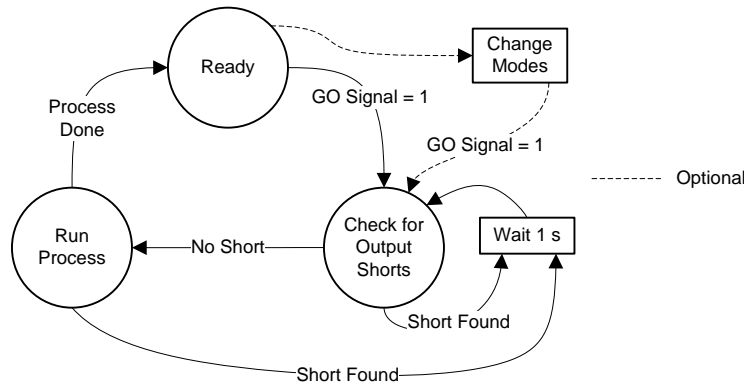 Ready
Change
Modes
GO Signal = 1
Process
Done
GO Signal = 1
Optional
Run
Process
No Short
Check for
Output
Shorts
Wait 1 s
Short Found
Short Found